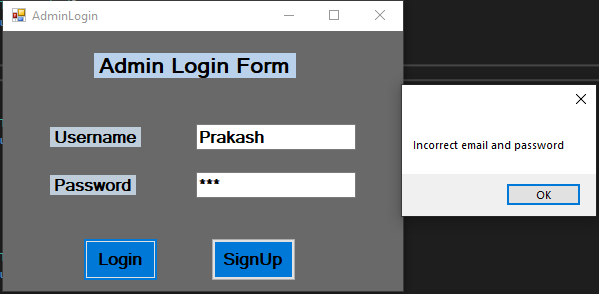 AdminLogin
Admin Login Form
Username Prakash
Password ***
Login SignUp
Incorrect email and password
OK